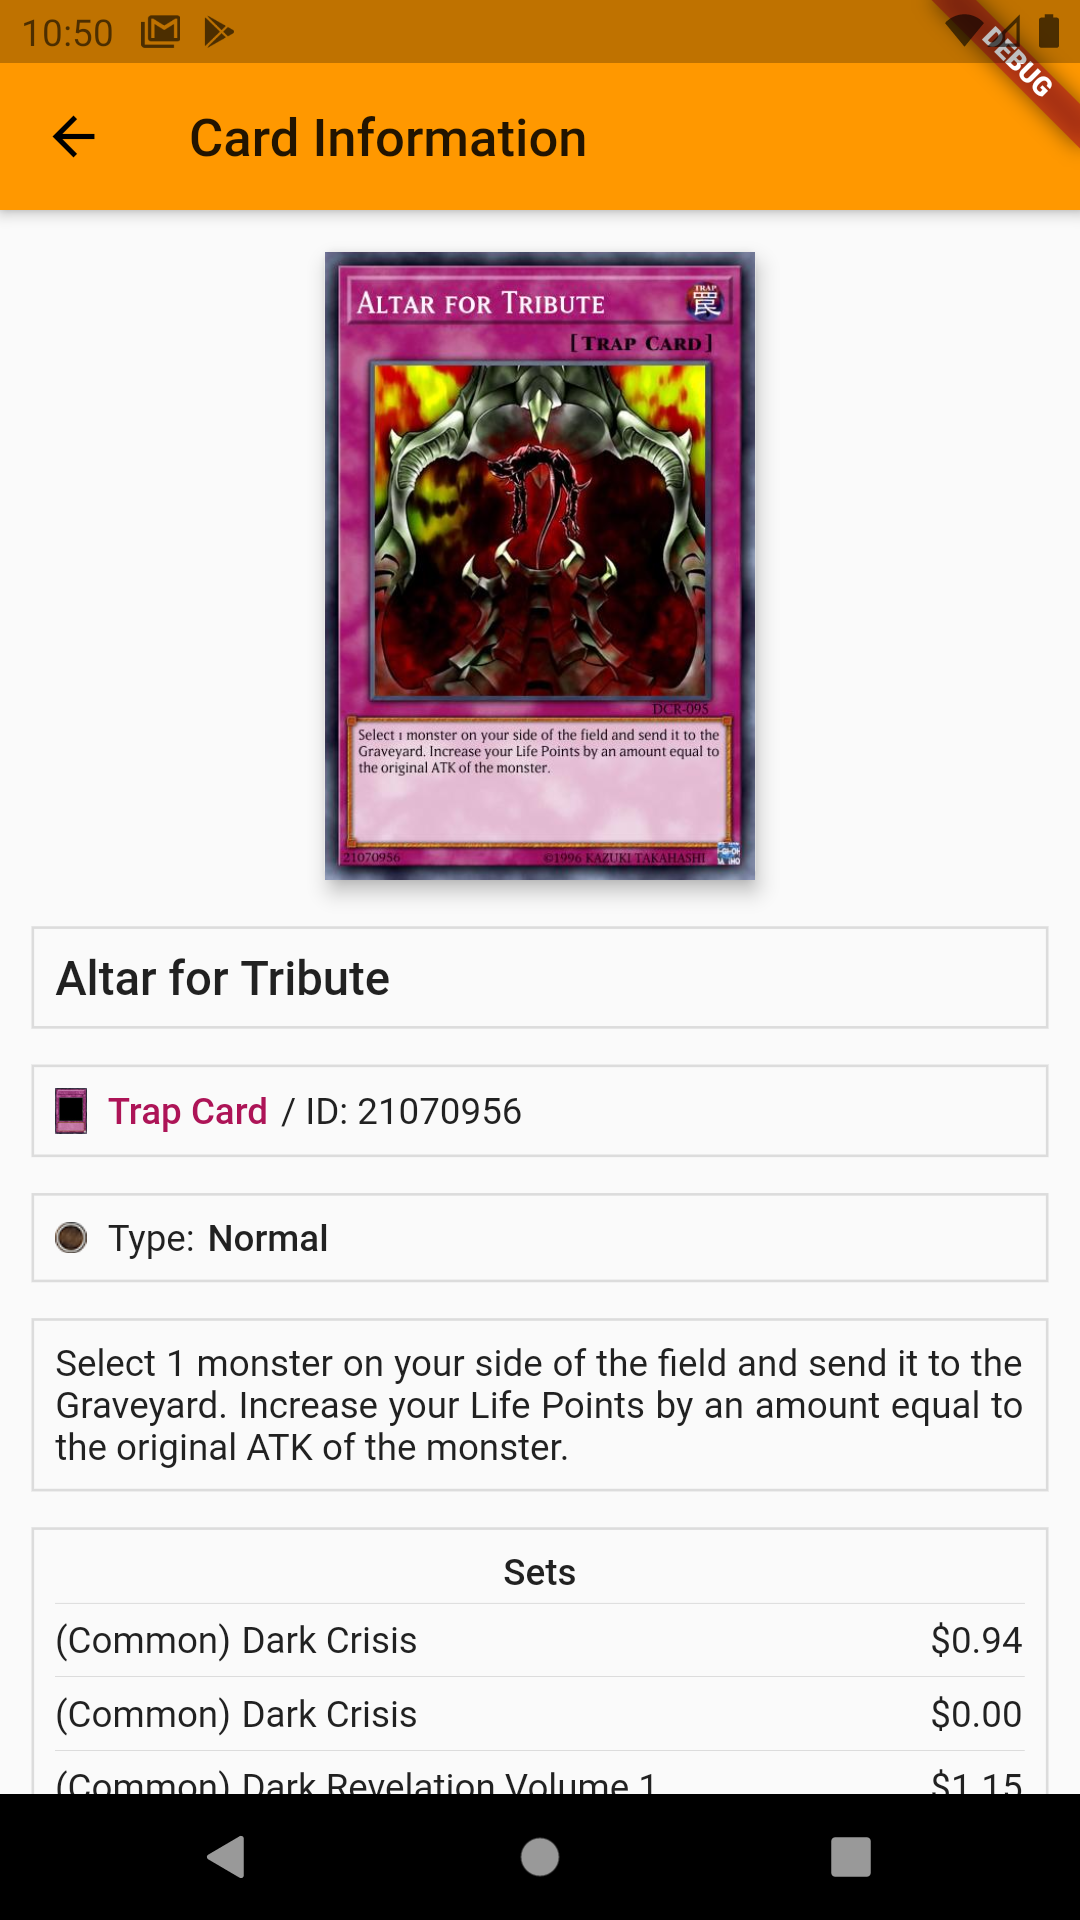 10:50
DEBUG
Card Information
ALTAR FOR TRIBUTE
TRAP
罠
[TRAP CARD]
DCR-095
Select 1 monster on your side of the field and send it to the
Graveyard. Increase your Life Points by an amount equal to
the original ATK of the monster.
21070956
©1996 KAZUKI TAKAHASHI
Altar for Tribute
Trap Card / ID: 21070956
Type: Normal
Select 1 monster on your side of the field and send it to the
Graveyard. Increase your Life Points by an amount equal to
the original ATK of the monster.
Sets
(Common) Dark Crisis $0.94
(Common) Dark Crisis $0.00
(Common) Dark Revelation Volume 1 $1.15